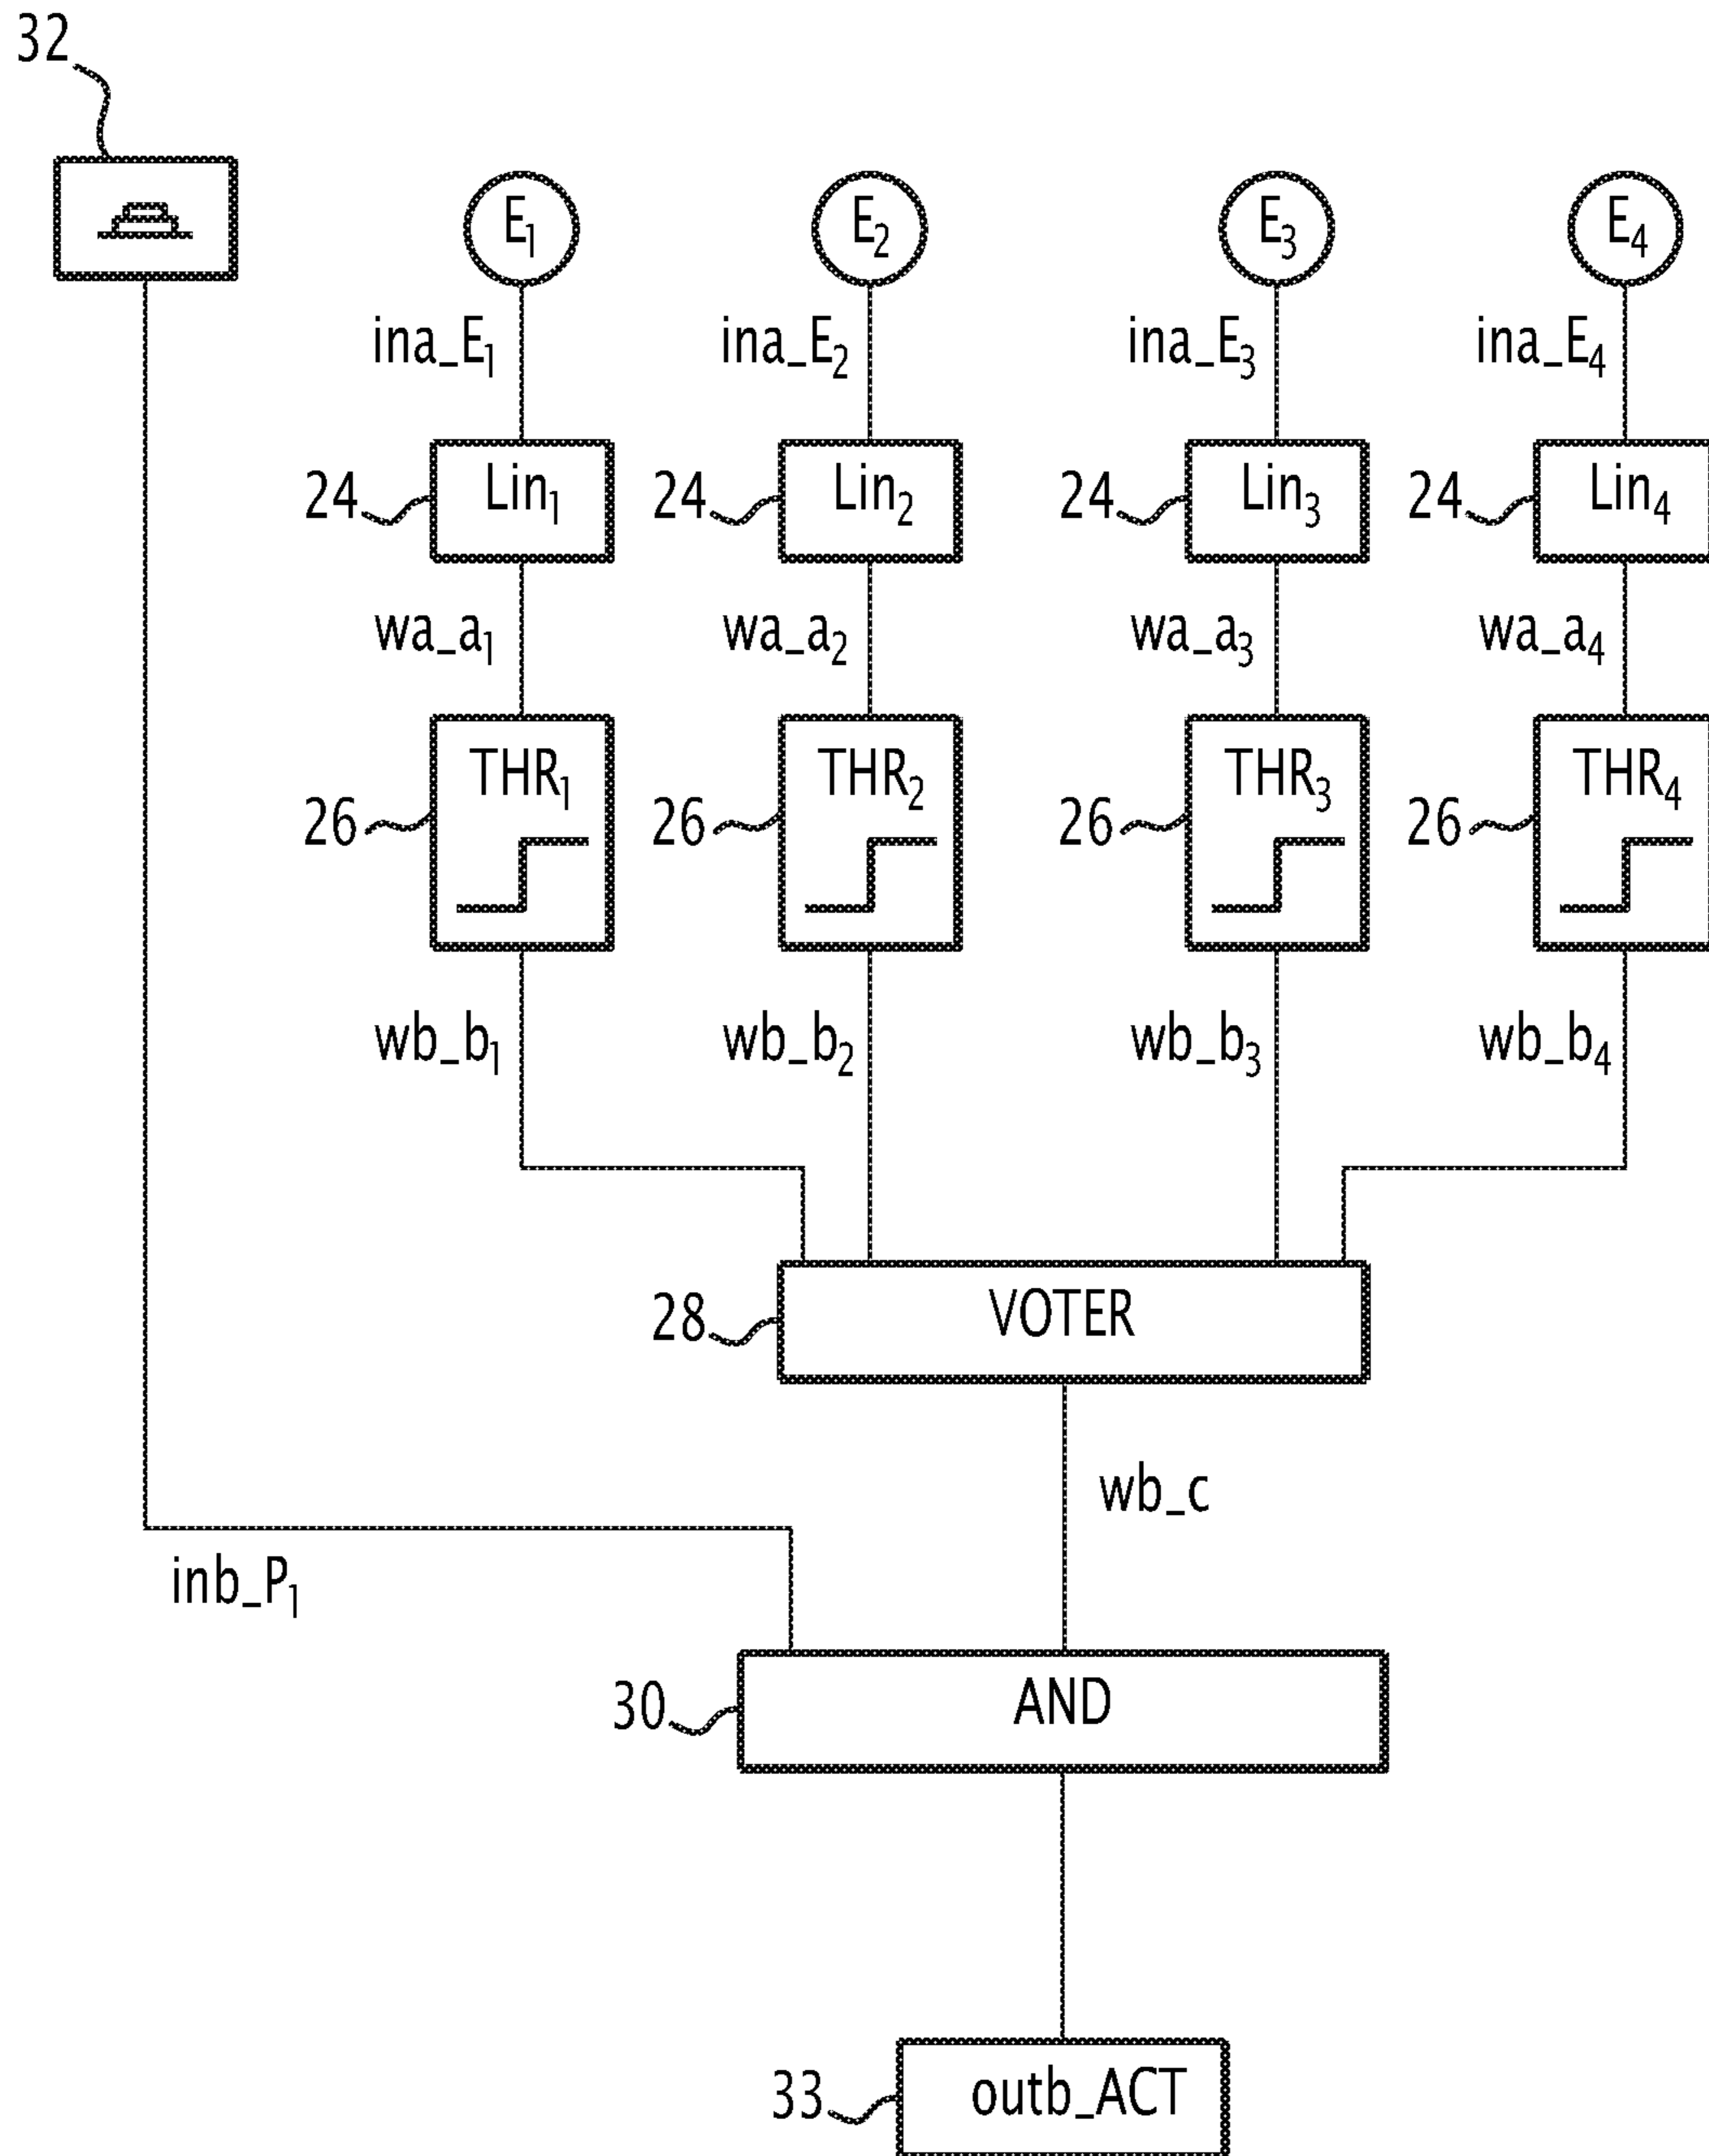 32
E₁ E₂ E₃ E₄
ina_E₁ ina_E₂ ina_E₃ ina_E₄
24 Lin₁ 24 Lin₂ 24 Lin₃ 24 Lin₄
wa_a₁ wa_a₂ wa_a₃ wa_a₄
THR₁ THR₂ THR₃ THR₄
26 26 26 26
wb_b₁ wb_b₂ wb_b₃ wb_b₄
28 VOTER
wb_c
inb_P₁
30 AND
33 outb_ACT